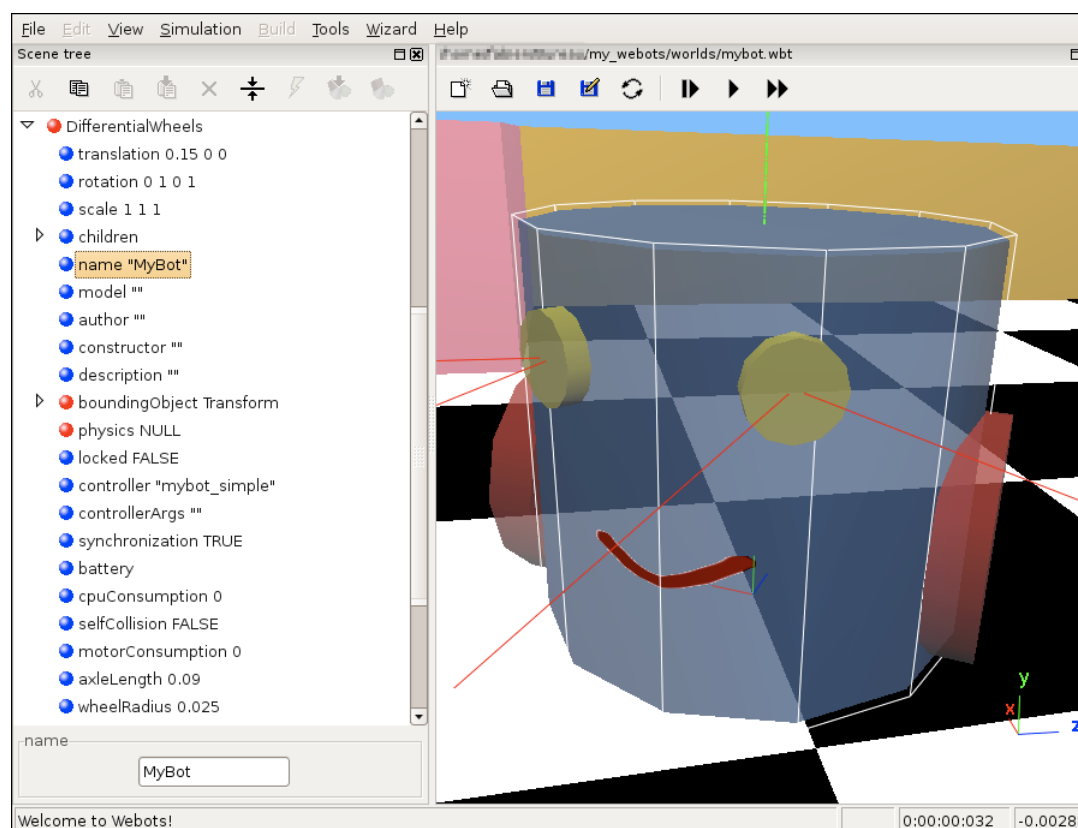 File Edit View Simulation Build Tools Wizard Help
Scene tree
/my_webots/worlds/mybot.wbt
DifferentialWheels
translation 0.15 0 0
rotation 0 1 0 1
scale 1 1 1
children
name "MyBot"
model ""
author ""
constructor ""
description ""
boundingObject Transform
physics NULL
locked FALSE
controller "mybot_simple"
controllerArgs ""
synchronization TRUE
battery
cpuConsumption 0
selfCollision FALSE
motorConsumption 0
axleLength 0.09
wheelRadius 0.025
y
x
z
name
MyBot
Welcome to Webots!
0:00:00:032
-0.0028